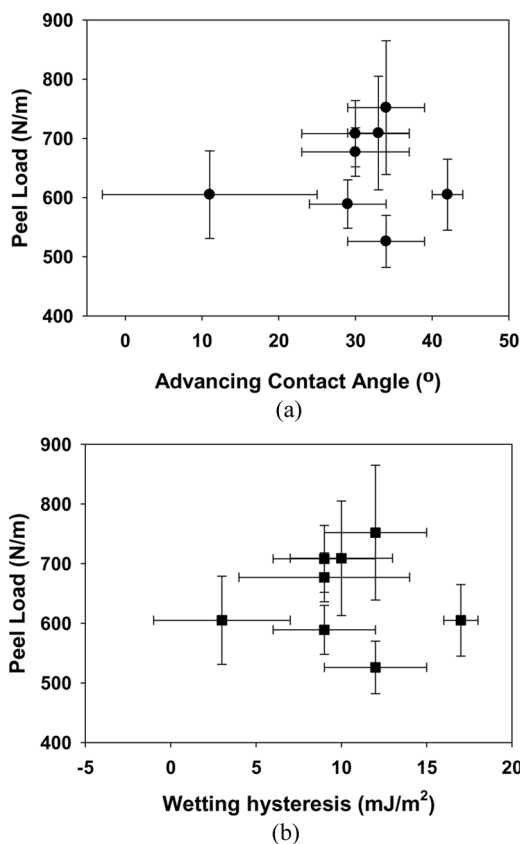 900
800
700
600
500
400
Peel Load (N/m)
0 10 20 30 40 50
Advancing Contact Angle (º)
(a)
900
800
700
600
500
400
Peel Load (N/m)
-5 0 5 10 15 20
Wetting hysteresis (mJ/m²)
(b)